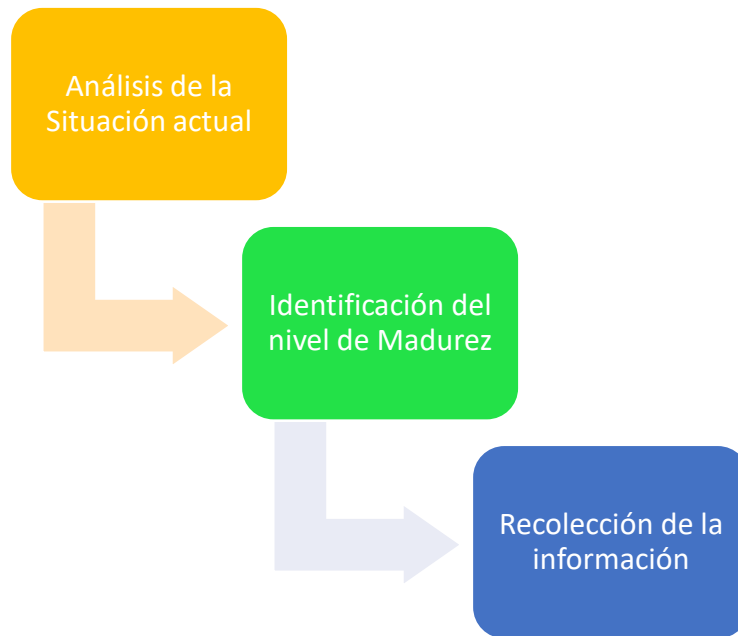 Análisis de la
Situación actual
Identificación del
nivel de Madurez
Recolección de la
información